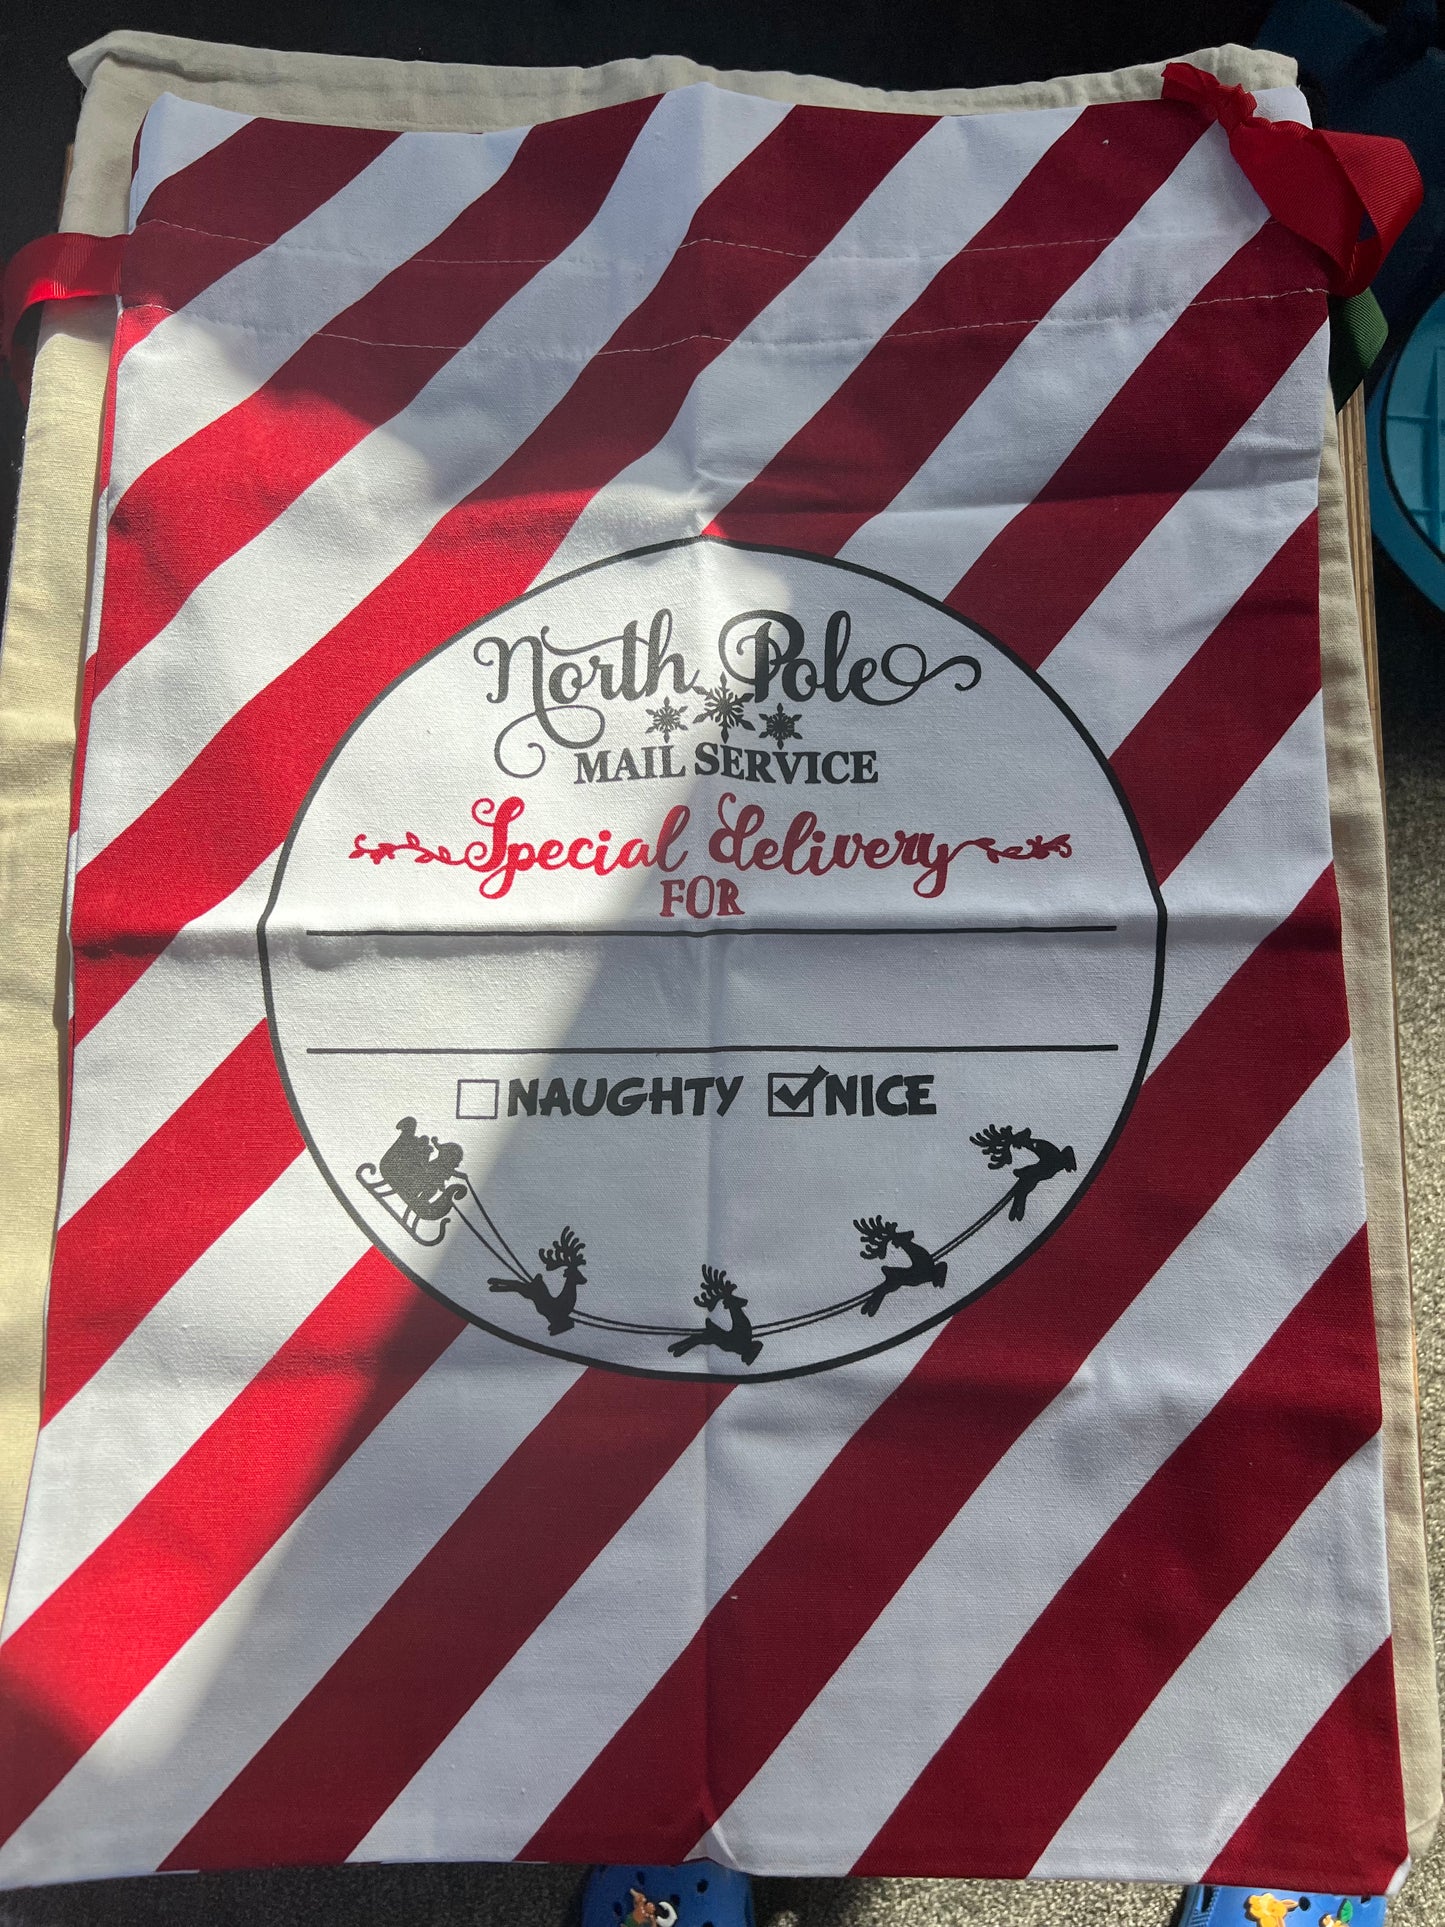 North Pole
MAIL SERVICE
Special delivery
FOR
NAUGHTY NICE